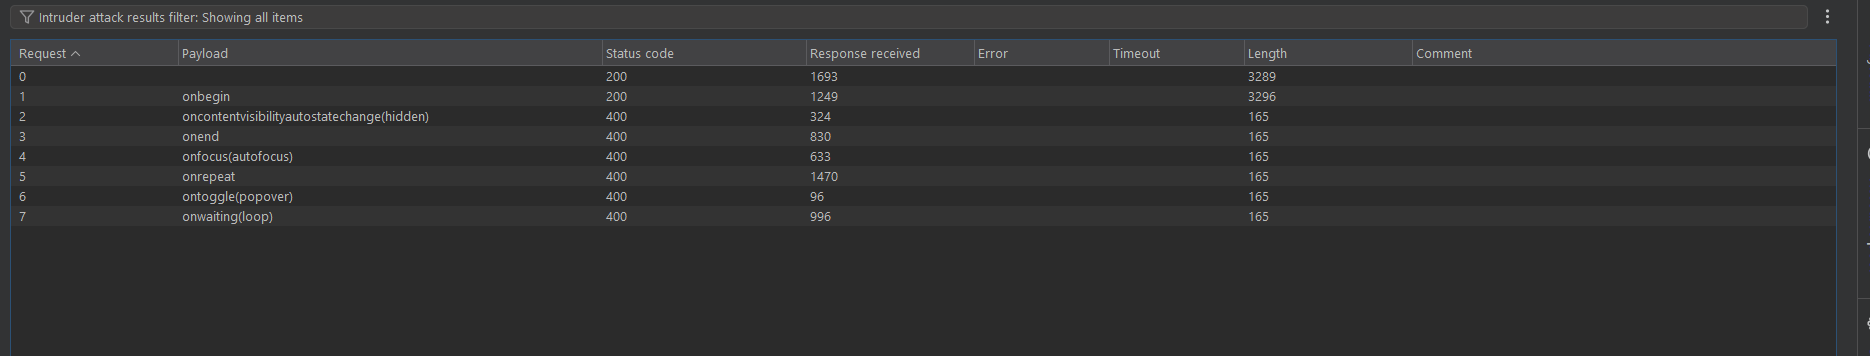 Intruder attack results filter: Showing all items
Request Payload Status code Response received Error Timeout Length Comment
0 200 1693 3289
1 onbegin 200 1249 3296
2 oncontentvisibilityautostatechange(hidden) 400 324 165
3 onend 400 830 165
4 onfocus(autofocus) 400 633 165
5 onrepeat 400 1470 165
6 ontoggle(popover) 400 96 165
7 onwaiting(loop) 400 996 165